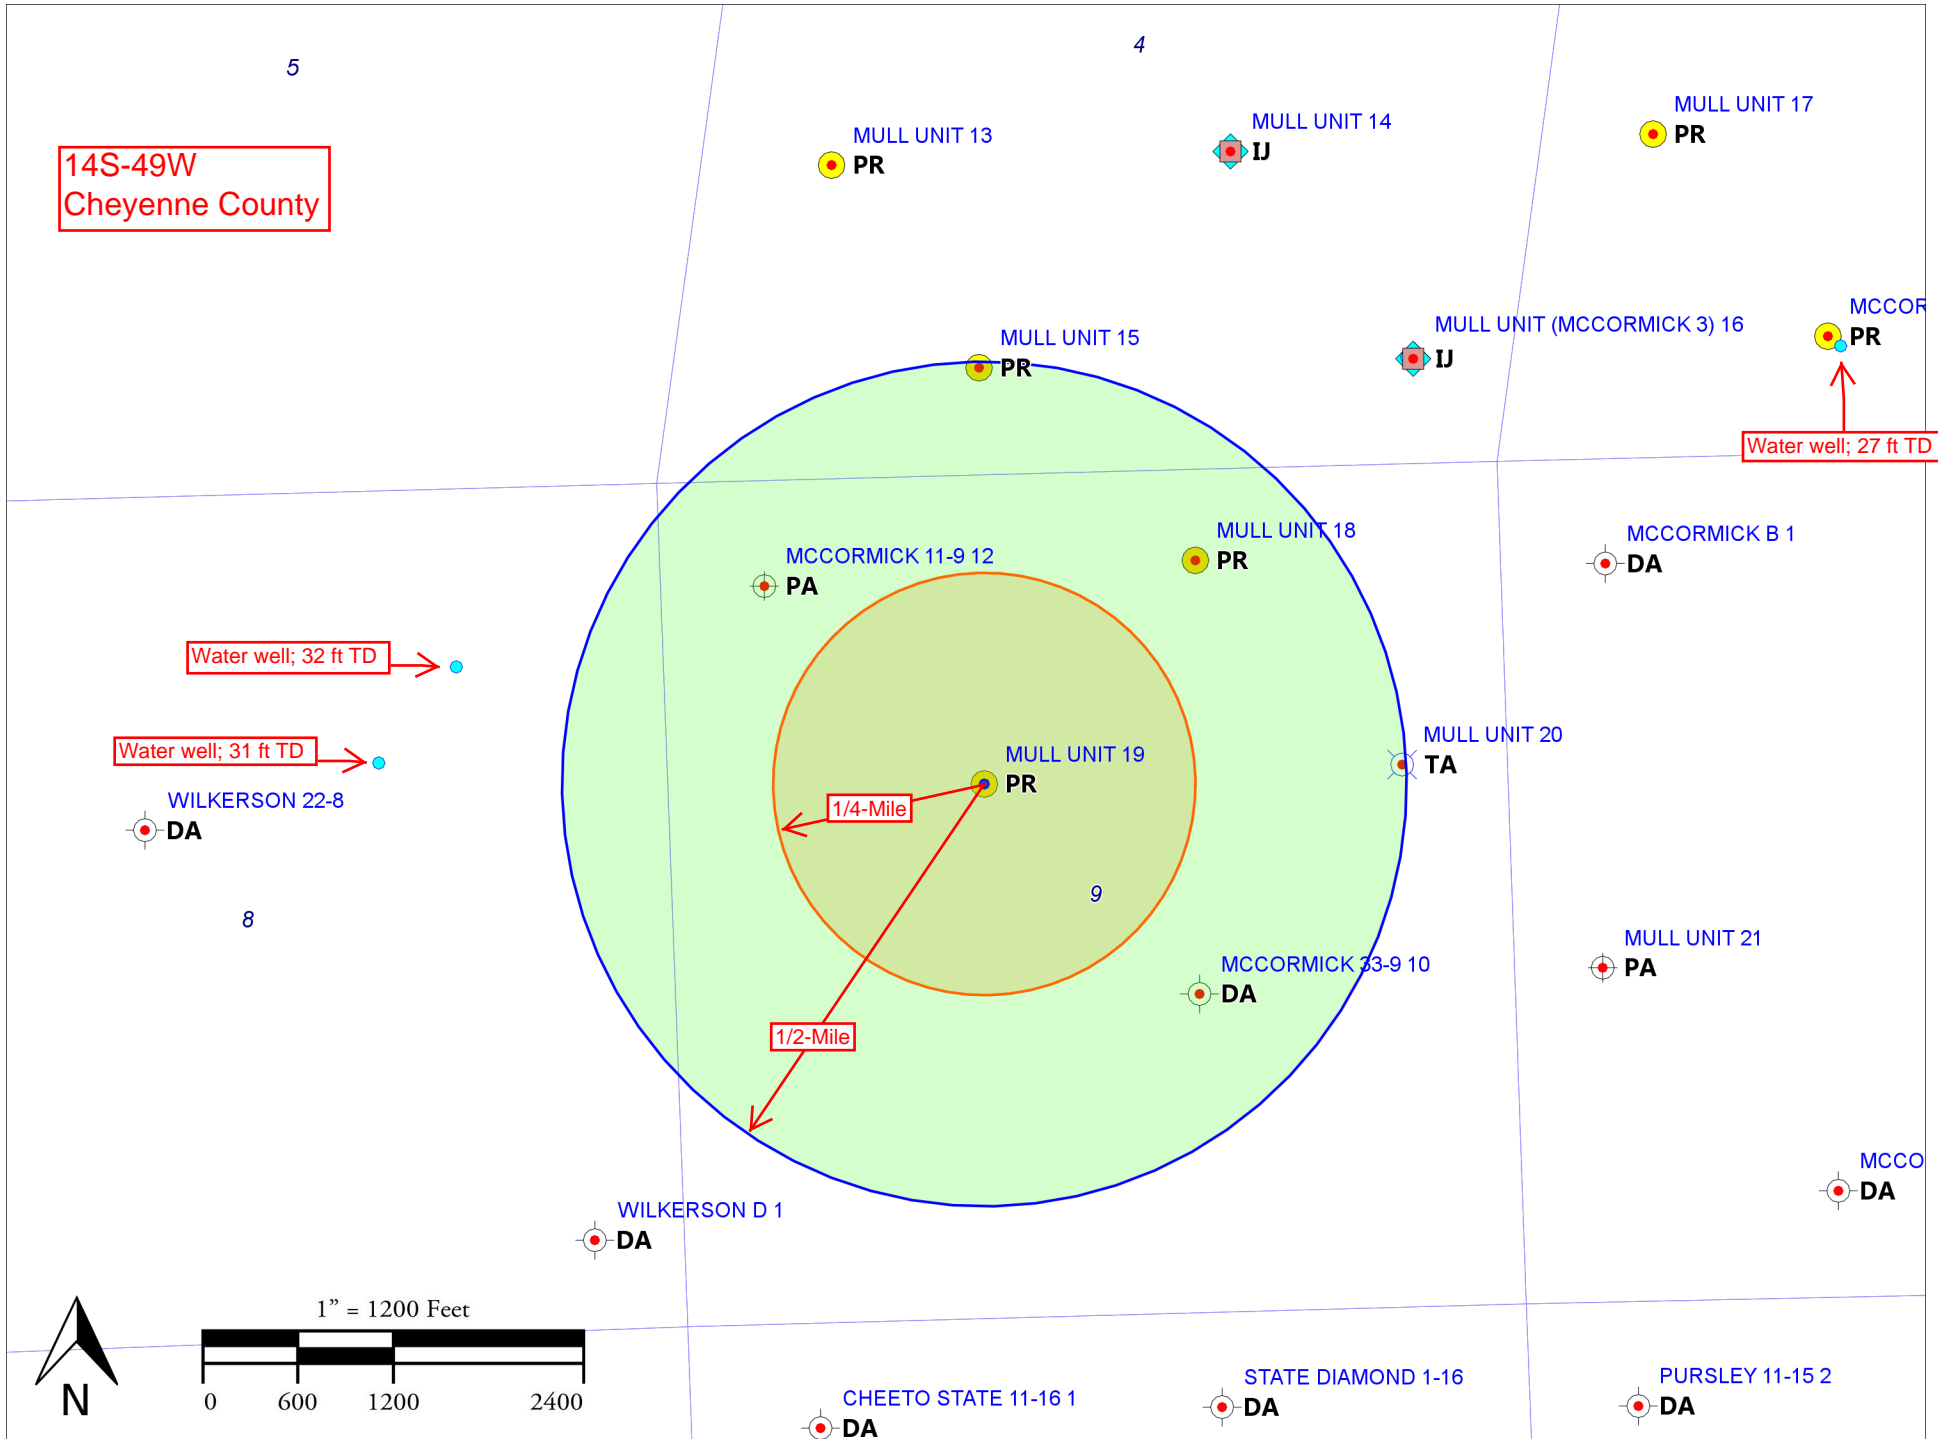 5
4
14S-49W
Cheyenne County
MULL UNIT 13
PR
MULL UNIT 14
IJ
MULL UNIT 17
PR
MULL UNIT 15
PR
MULL UNIT (MCCORMICK 3) 16
IJ
MCCOR
PR
Water well; 27 ft TD
MCCORMICK 11-9 12
PA
MULL UNIT 18
PR
MCCORMICK B 1
DA
Water well; 32 ft TD
Water well; 31 ft TD
WILKERSON 22-8
DA
8
MULL UNIT 19
PR
1/4-Mile
MULL UNIT 20
TA
9
MCCORMICK 33-9 10
DA
MULL UNIT 21
PA
1/2-Mile
WILKERSON D 1
DA
MCCO
DA
1” = 1200 Feet
0 600 1200 2400
N
CHEETO STATE 11-16 1
DA
STATE DIAMOND 1-16
DA
PURSLEY 11-15 2
DA